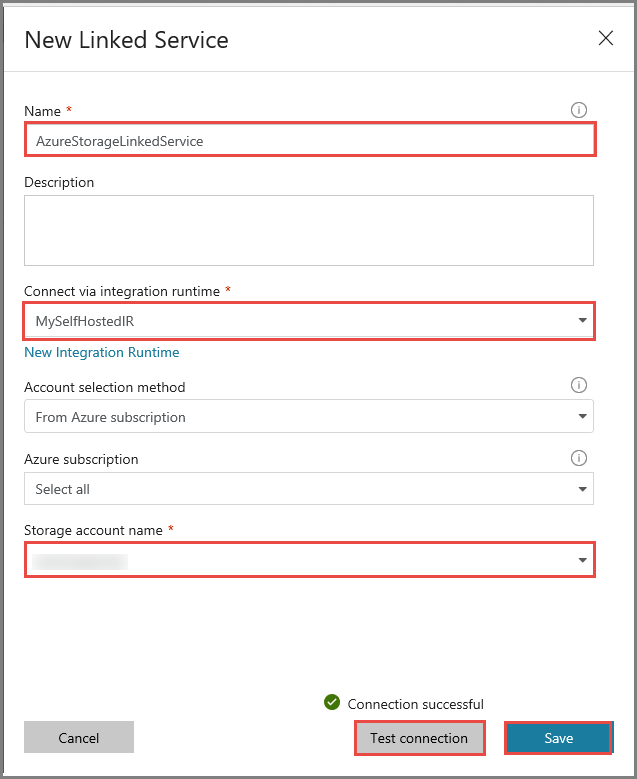 New Linked Service
Name *
AzureStorageLinkedService
Description
Connect via integration runtime *
MySelfHostedIR
New Integration Runtime
Account selection method
From Azure subscription
Azure subscription
Select all
Storage account name *
Connection successful
Cancel
Test connection
Save